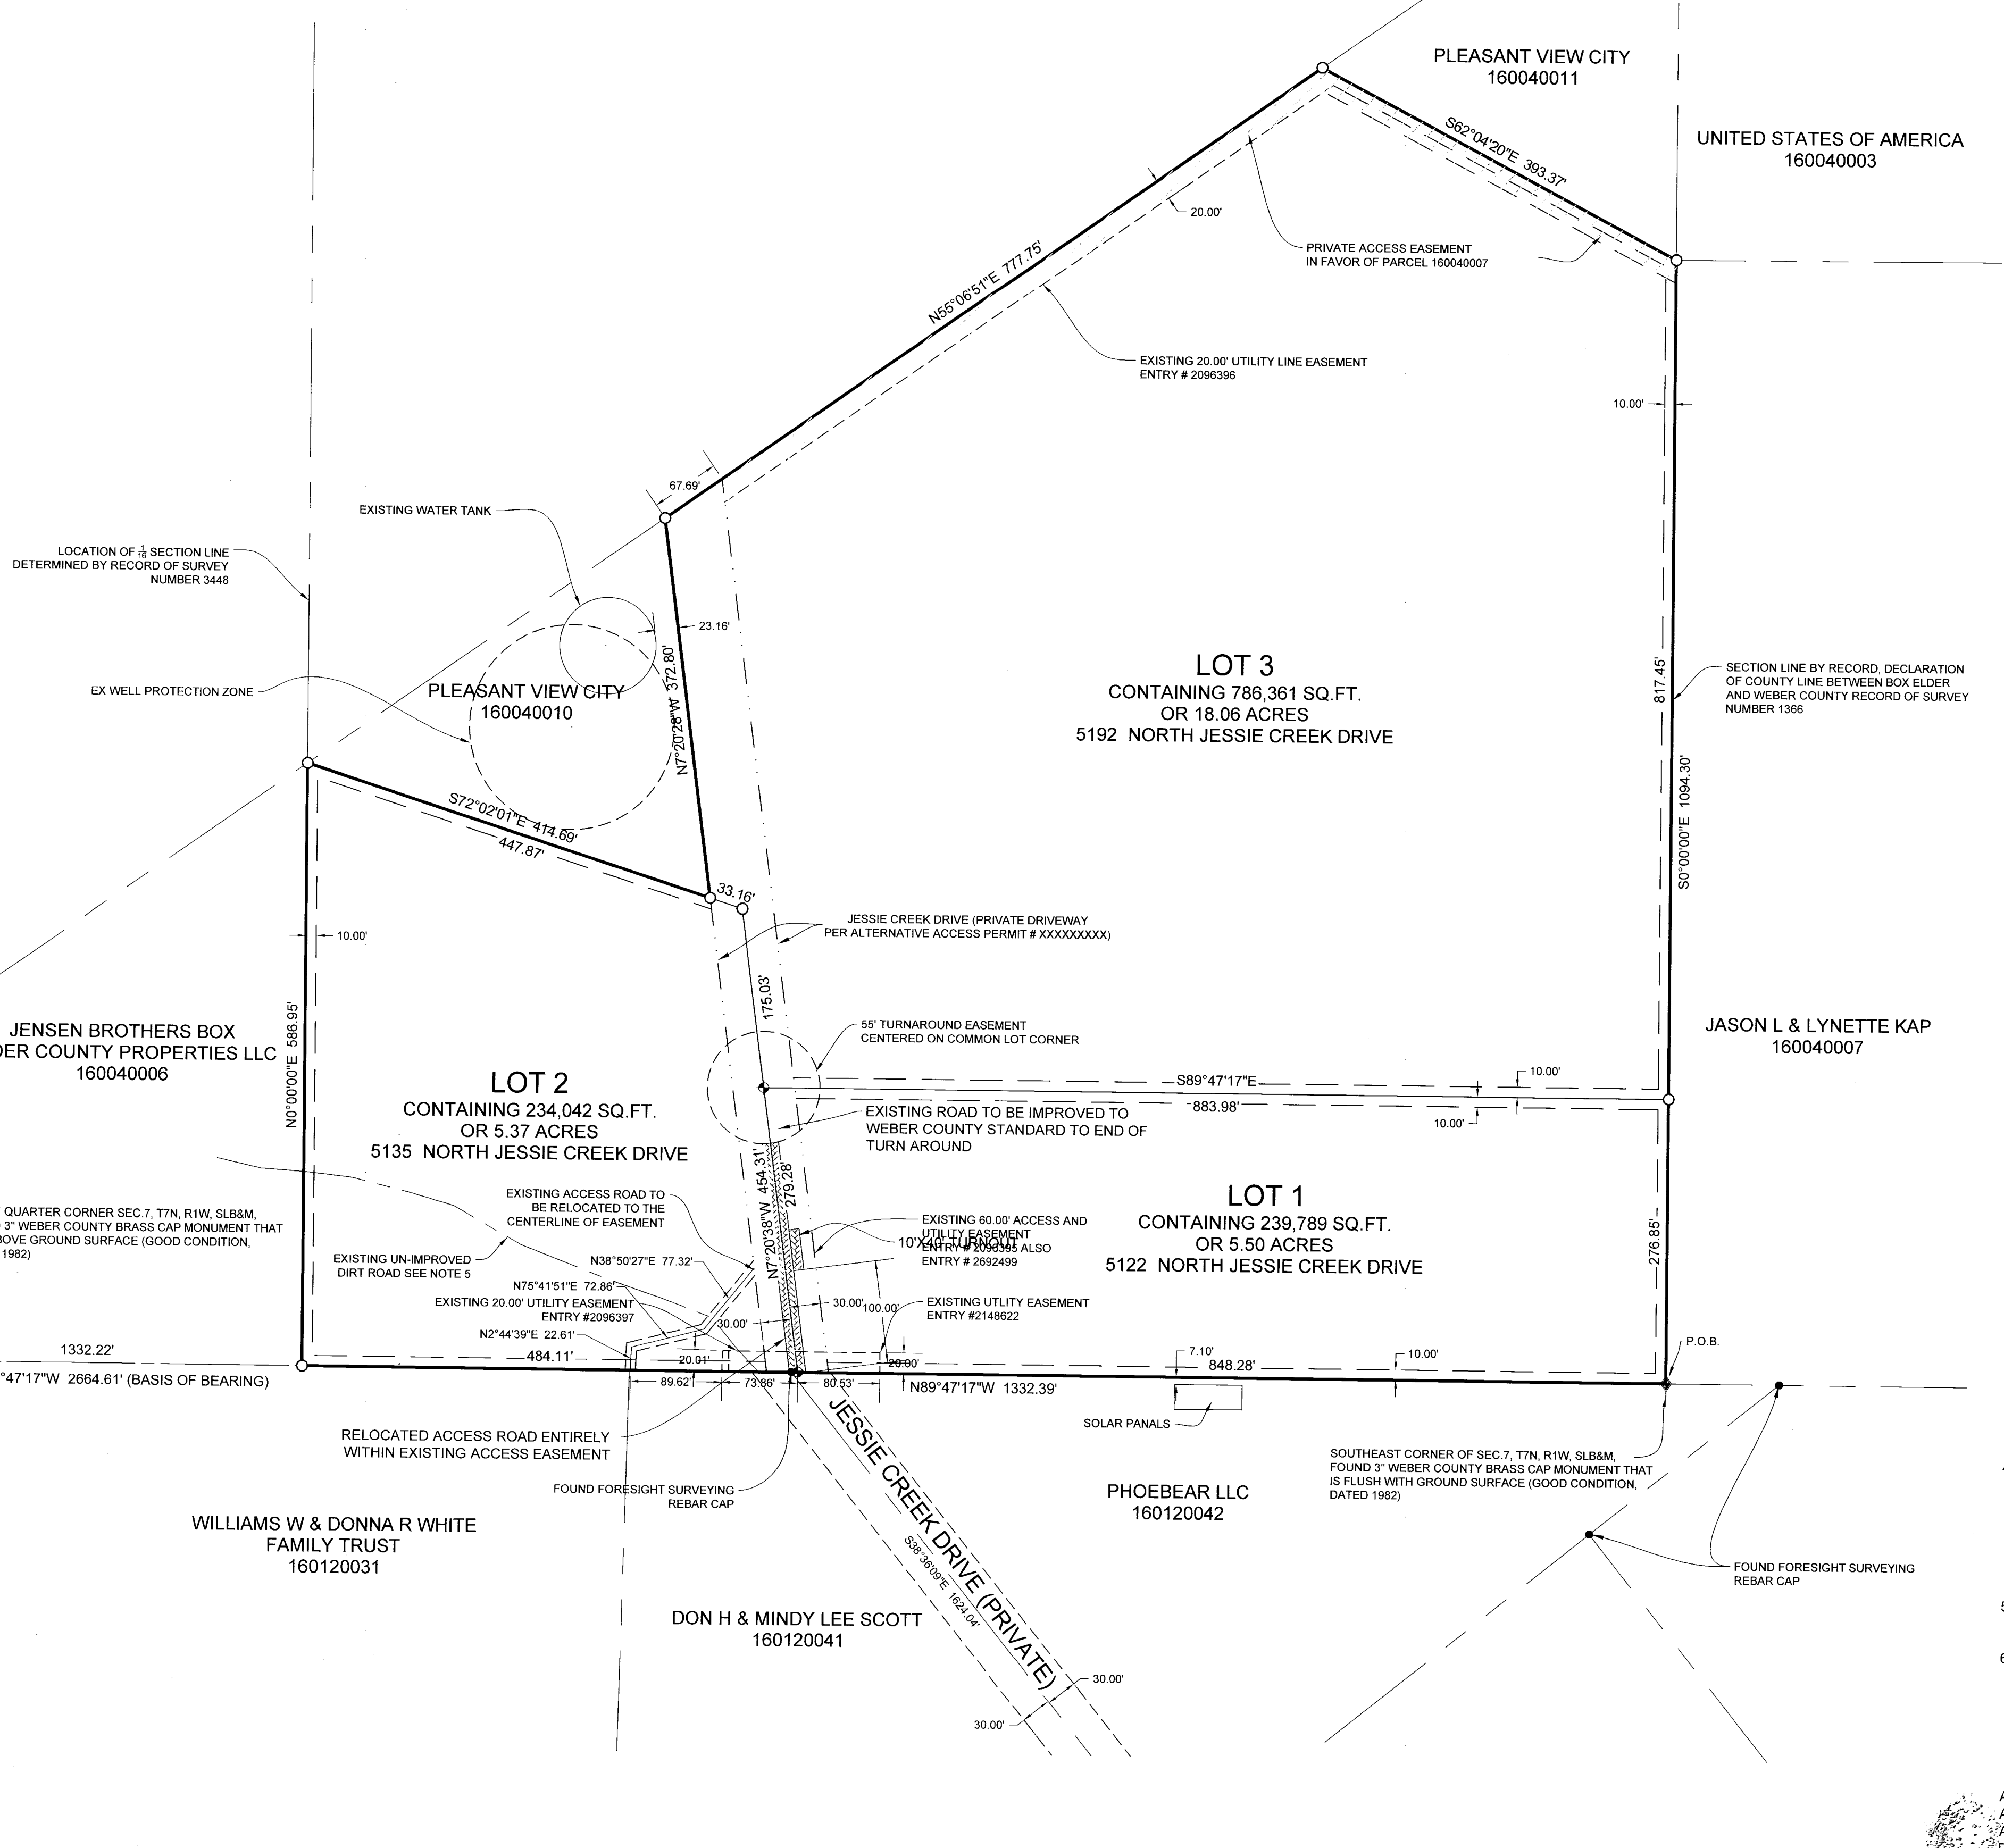 PLEASANT VIEW CITY
160040011
UNITED STATES OF AMERICA
160040003
S62°04'20"E 393.37'
20.00'
PRIVATE ACCESS EASEMENT
IN FAVOR OF PARCEL 160040007
N55°06'51"E 777.75'
EXISTING 20.00' UTILITY LINE EASEMENT
ENTRY # 2096396
10.00'
67.69'
EXISTING WATER TANK
LOCATION OF 1/16 SECTION LINE
DETERMINED BY RECORD OF SURVEY
NUMBER 3448
23.16'
N7°20'28"W 372.80'
EX WELL PROTECTION ZONE
PLEASANT VIEW CITY
160040010
LOT 3
CONTAINING 786,361 SQ.FT.
OR 18.06 ACRES
5192 NORTH JESSIE CREEK DRIVE
817.45'
SECTION LINE BY RECORD, DECLARATION
OF COUNTY LINE BETWEEN BOX ELDER
AND WEBER COUNTY RECORD OF SURVEY
NUMBER 1366
S0°00'00"E 1094.30'
S72°02'01"E 414.69'
447.87'
33.16'
10.00'
JESSIE CREEK DRIVE (PRIVATE DRIVEWAY
PER ALTERNATIVE ACCESS PERMIT # XXXXXXXXX)
175.03'
JENSEN BROTHERS BOX
DER COUNTY PROPERTIES LLC
160040006
N0°00'00"E 586.95'
55' TURNAROUND EASEMENT
CENTERED ON COMMON LOT CORNER
JASON L & LYNETTE KAP
160040007
LOT 2
CONTAINING 234,042 SQ.FT.
OR 5.37 ACRES
5135 NORTH JESSIE CREEK DRIVE
S89°47'17"E
883.98'
10.00'
10.00'
EXISTING ROAD TO BE IMPROVED TO
WEBER COUNTY STANDARD TO END OF
TURN AROUND
N7°20'38"W 454.31'
279.28'
LOT 1
CONTAINING 239,789 SQ.FT.
OR 5.50 ACRES
5122 NORTH JESSIE CREEK DRIVE
276.85'
QUARTER CORNER SEC.7, T7N, R1W, SLB&M,
3" WEBER COUNTY BRASS CAP MONUMENT THAT
BOVE GROUND SURFACE (GOOD CONDITION,
1982)
EXISTING ACCESS ROAD TO
BE RELOCATED TO THE
CENTERLINE OF EASEMENT
EXISTING UN-IMPROVED
DIRT ROAD SEE NOTE 5
EXISTING 60.00' ACCESS AND
UTILITY EASEMENT
10'X40' TURNOUT
ENTRY # 2096395 ALSO
ENTRY # 2692499
N38°50'27"E 77.32'
N75°41'51"E 72.86'
EXISTING 20.00' UTILITY EASEMENT
ENTRY #2096397
N2°44'39"E 22.61'
30.00'
30.00'
100.00'
EXISTING UTLITY EASEMENT
ENTRY #2148622
1332.22'
°47'17"W 2664.61' (BASIS OF BEARING)
484.11'
20.01'
20.00'
7.10'
848.28'
10.00'
P.O.B.
89.62'
73.86'
80.53'
N89°47'17"W 1332.39'
SOLAR PANALS
RELOCATED ACCESS ROAD ENTIRELY
WITHIN EXISTING ACCESS EASEMENT
FOUND FORESIGHT SURVEYING
REBAR CAP
JESSIE CREEK DRIVE (PRIVATE)
S38°36'09"E 1624.04'
SOUTHEAST CORNER OF SEC.7, T7N, R1W, SLB&M,
FOUND 3" WEBER COUNTY BRASS CAP MONUMENT THAT
IS FLUSH WITH GROUND SURFACE (GOOD CONDITION,
DATED 1982)
PHOEBEAR LLC
160120042
WILLIAMS W & DONNA R WHITE
FAMILY TRUST
160120031
FOUND FORESIGHT SURVEYING
REBAR CAP
DON H & MINDY LEE SCOTT
160120041
30.00'
30.00'